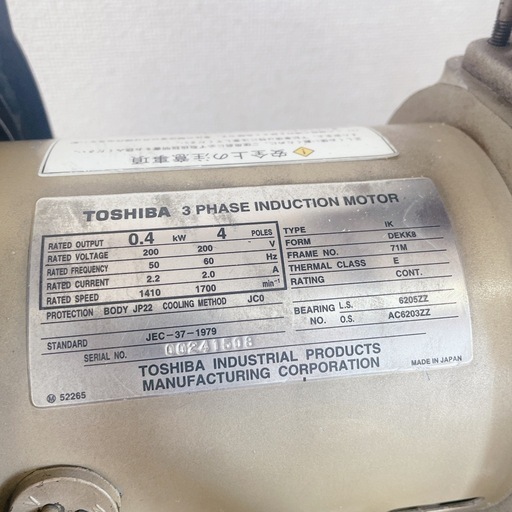 安全上の注意事項
TOSHIBA 3 PHASE INDUCTION MOTOR
RATED OUTPUT 0.4 kW 4 POLES
RATED VOLTAGE 200 200 V
RATED FREQUENCY 50 60 Hz
RATED CURRENT 2.2 2.0 A
RATED SPEED 1410 1700 min⁻¹
PROTECTION BODY JP22 COOLING METHOD JC0
STANDARD JEC-37-1979
SERIAL NO.
TYPE IK
FORM DEKK8
FRAME NO. 71M
THERMAL CLASS E
RATING CONT.
BEARING L.S. 6205ZZ
NO. O.S. AC6203ZZ
TOSHIBA INDUSTRIAL PRODUCTS
MANUFACTURING CORPORATION
MADE IN JAPAN
Ⓜ 52265